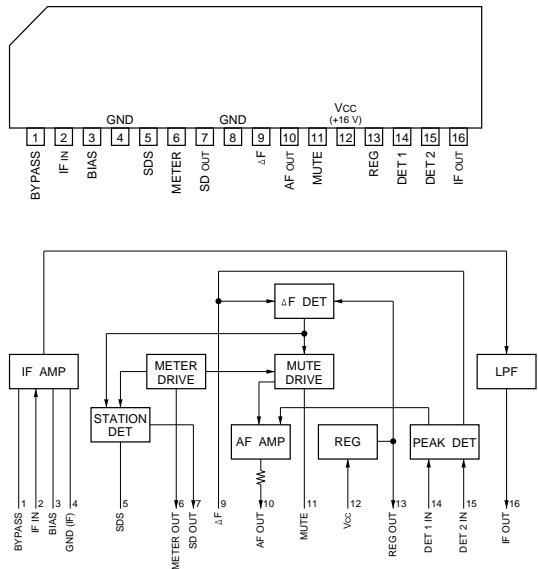 VCC
GND GND (+16 V)
1 2 3 4 5 6 7 8 9 10 11 12 13 14 15 16
BYPASS
IF IN
BIAS
SDS
METER
SD OUT
△F
AF OUT
MUTE
REG
DET 1
DET 2
IF OUT
△F DET
IF AMP
METER
DRIVE
MUTE
DRIVE
LPF
STATION
DET
AF AMP
REG
PEAK DET
1 2 3 4 5 6 7 9 10 11 12 13 14 15 16
BYPASS
IF IN
BIAS
GND (IF)
SDS
METER OUT
SD OUT
△F
AF OUT
MUTE
VCC
REG OUT
DET 1 IN
DET 2 IN
IF OUT